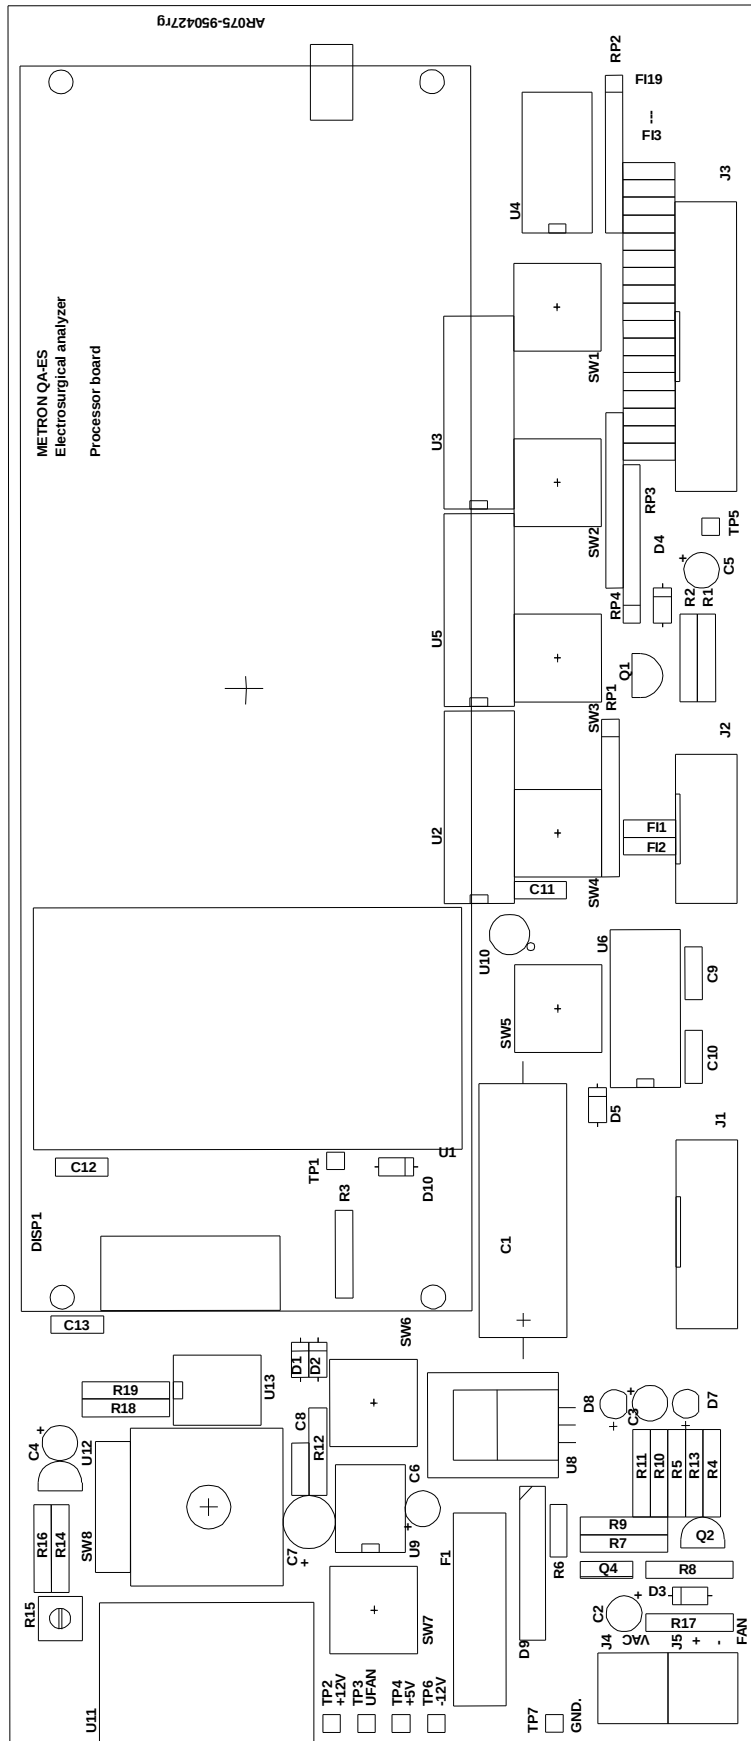 AR075-950427rg
RP2
FI19
---
FI3
J3
U4
SW1
METRON QA-ES
Electrosurgical analyzer
Processor board
U3
SW2
RP3
D4
TP5
C5
RP4
R2
R1
U5
Q1
SW3
RP1
J2
U2
FI1
FI2
C11
SW4
U10
U6
C9
SW5
C10
D5
J1
U1
C12
TP1
D10
R3
DISP1
C1
C13
SW6
D1
D2
U13
R19
R18
C8
R12
D8
C3
D7
C4
U12
U8
C6
R11
R10
R5
R13
R4
R16
R14
SW8
C7
U9
F1
R9
R7
Q2
R6
Q4
R8
R15
D3
C2
R17
SW7
D9
J4
VAC
J5
+
-
FAN
U11
TP2
+12V
TP3
UFAN
TP4
+5V
TP6
-12V
TP7
GND.